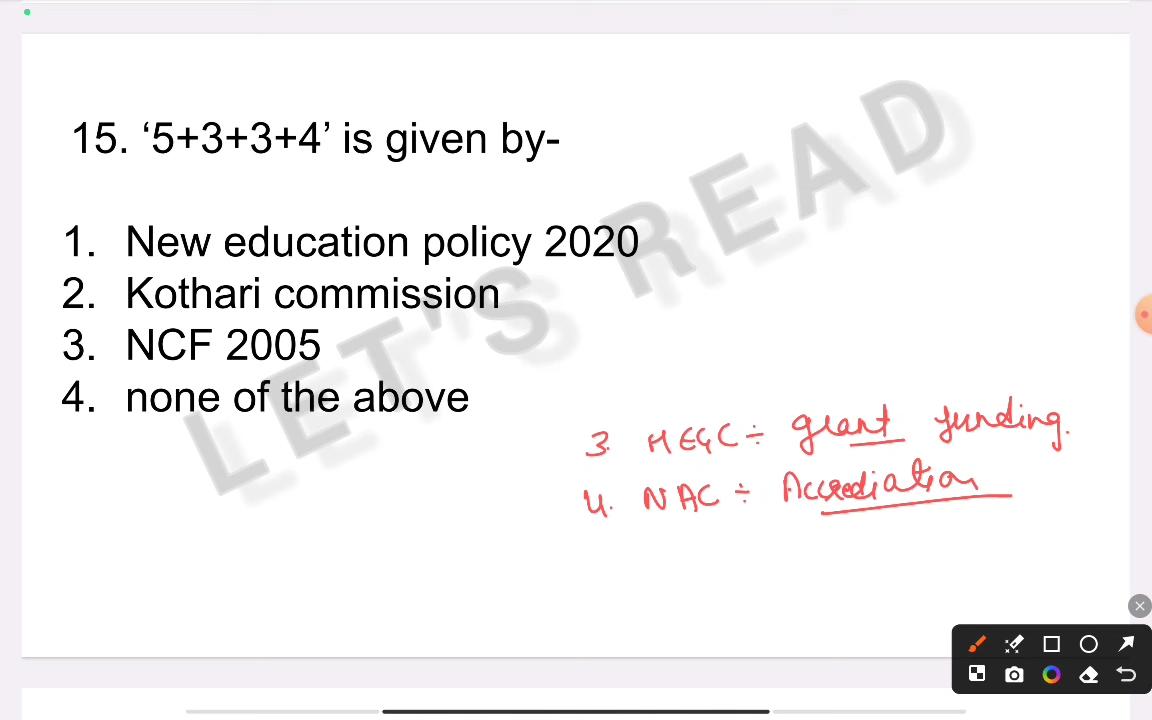 15. ‘5+3+3+4’ is given by-
1. New education policy 2020
2. Kothari commission
3. NCF 2005
4. none of the above
LET'S READ
3. HEGC ÷ grant funding.
4. NAC ÷ Accrediation